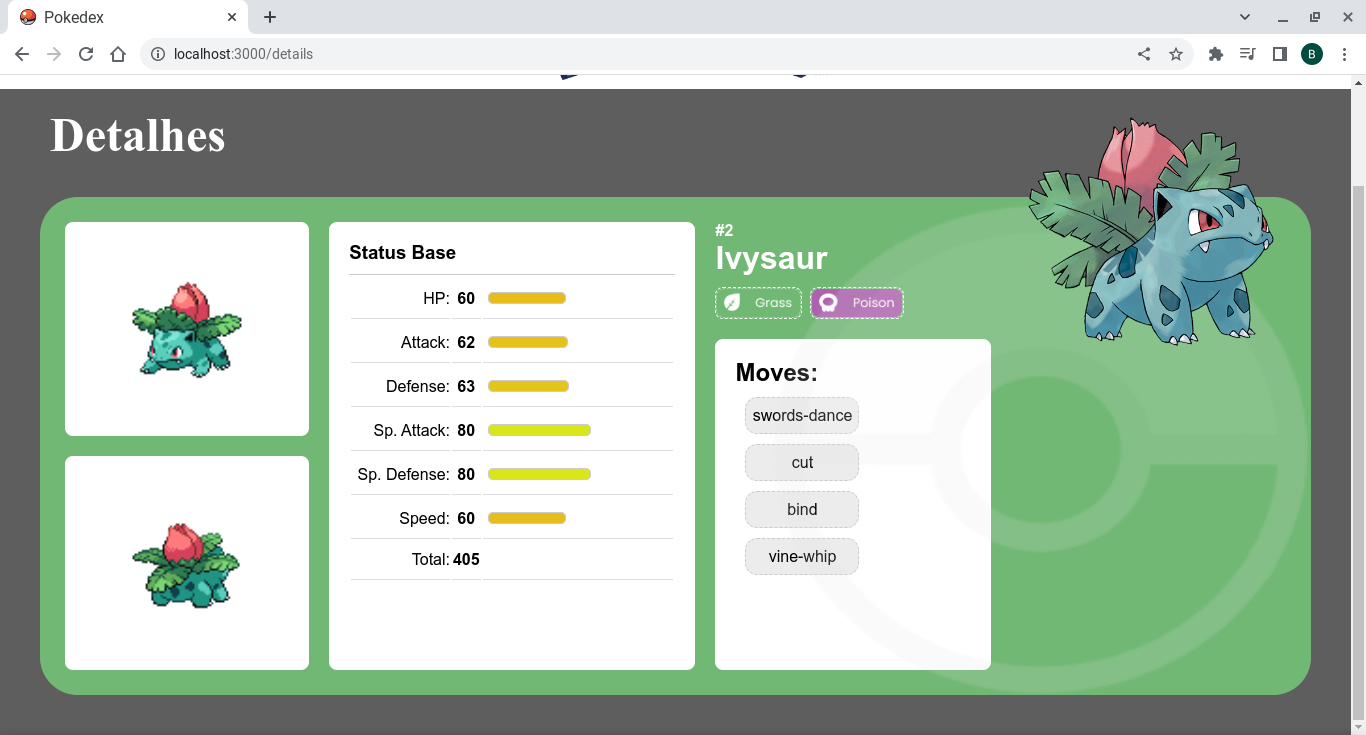 Pokedex
localhost:3000/details
B
Detalhes
Status Base
HP: 60
Attack: 62
Defense: 63
Sp. Attack: 80
Sp. Defense: 80
Speed: 60
Total: 405
#2
Ivysaur
Grass Poison
Moves:
swords-dance
cut
bind
vine-whip